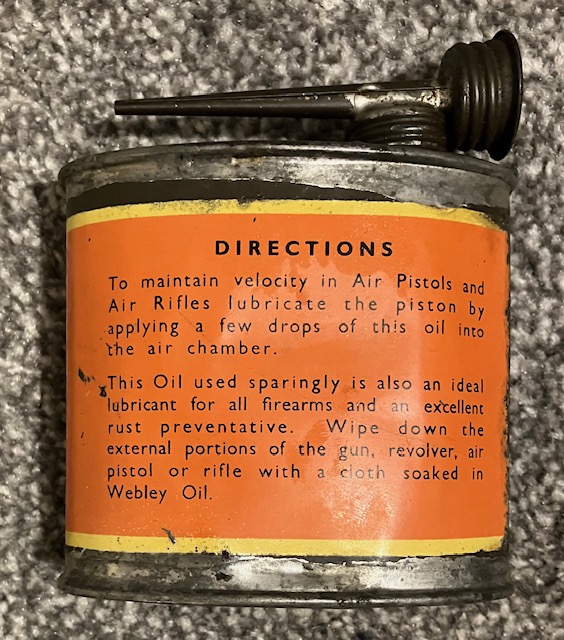 DIRECTIONS
To maintain velocity in Air Pistols and
Air Rifles lubricate the piston by
applying a few drops of this oil into
the air chamber.
This Oil used sparingly is also an ideal
lubricant for all firearms and an excellent
rust preventative. Wipe down the
external portions of the gun, revolver, air
pistol or rifle with a cloth soaked in
Webley Oil.